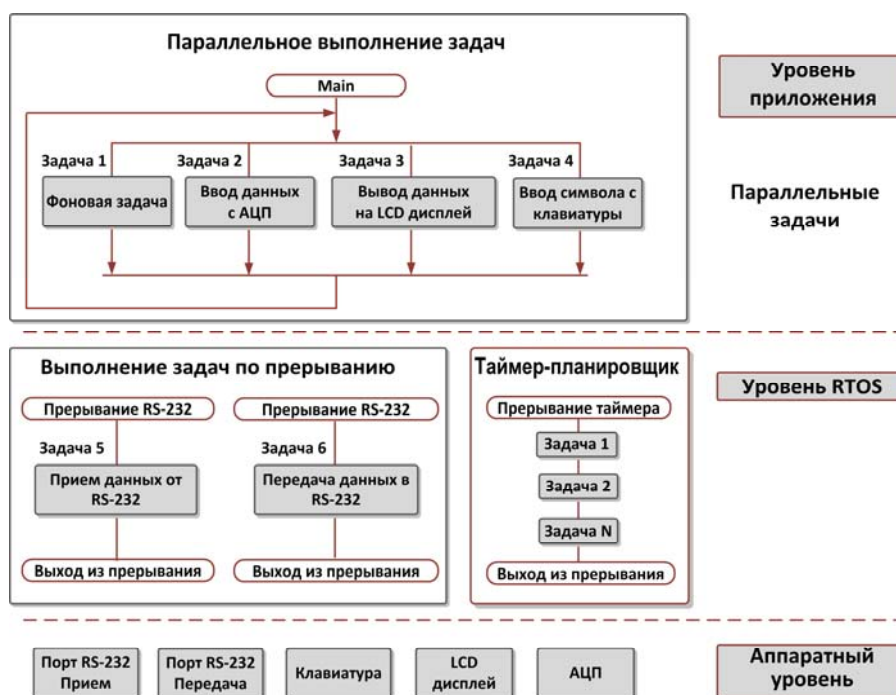 Параллельное выполнение задач
Main
Задача 1
Задача 2
Задача 3
Задача 4
Фоновая задача
Ввод данных
с АЦП
Вывод данных
на LCD дисплей
Ввод символа с
клавиатуры
Уровень
приложения
Параллельные
задачи
Выполнение задач по прерыванию
Прерывание RS-232
Прерывание RS-232
Задача 5
Задача 6
Прием данных от
RS-232
Передача данных в
RS-232
Выход из прерывания
Выход из прерывания
Таймер-планировщик
Прерывание таймера
Задача 1
Задача 2
Задача N
Выход из прерывания
Уровень RTOS
Порт RS-232
Прием
Порт RS-232
Передача
Клавиатура
LCD
дисплей
АЦП
Аппаратный
уровень